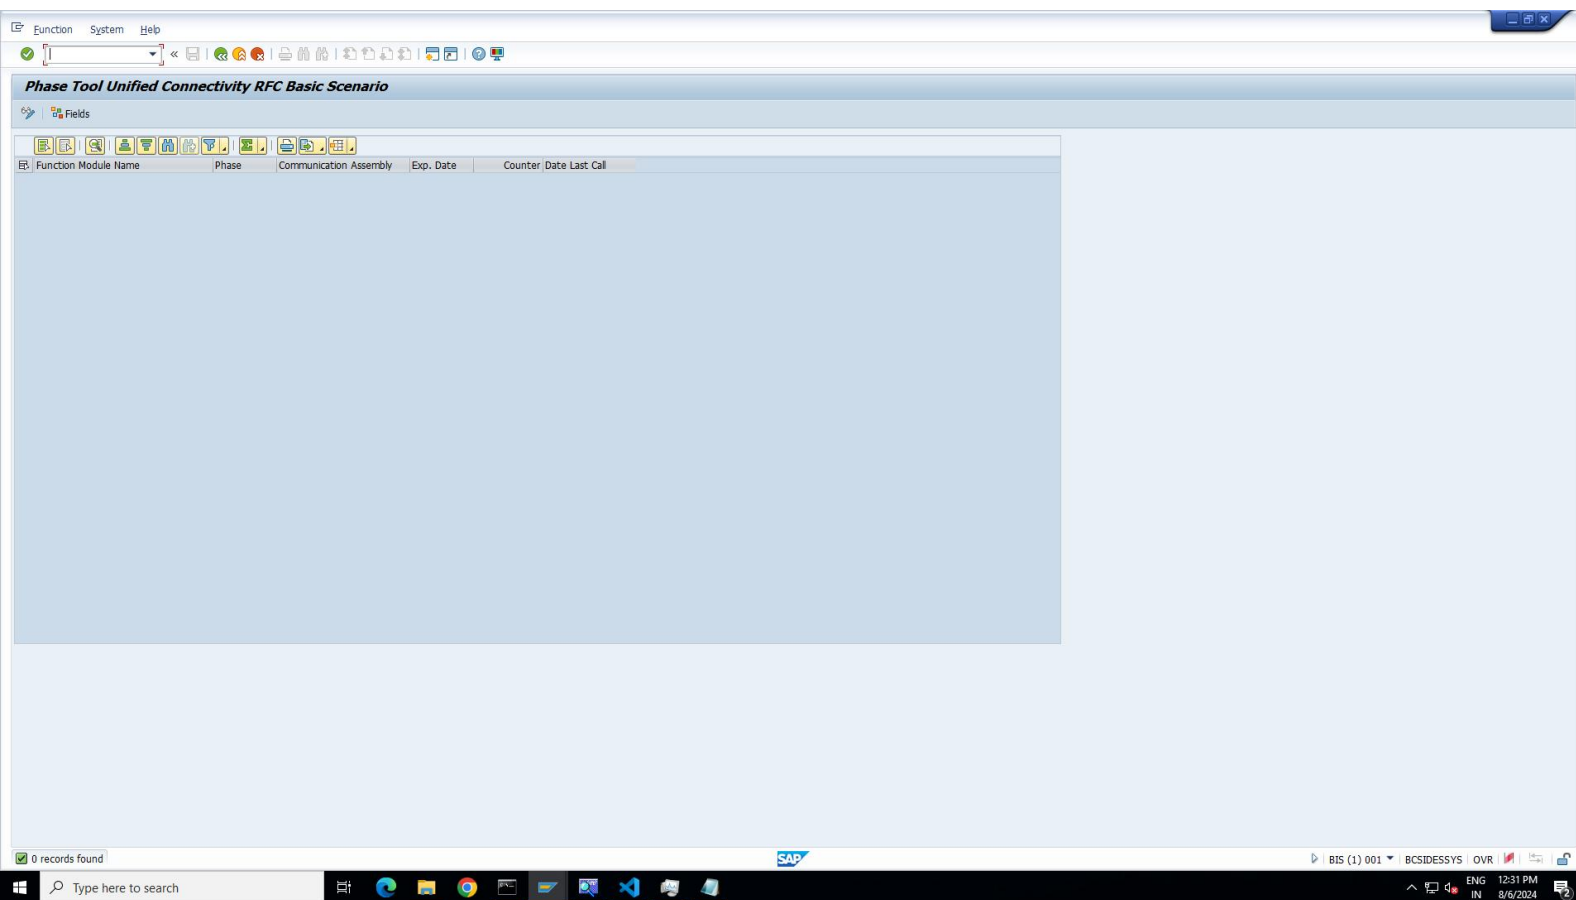 Function System Help
Phase Tool Unified Connectivity RFC Basic Scenario
Fields
Function Module Name Phase Communication Assembly Exp. Date Counter Date Last Call
0 records found
SAP
BIS (1) 001 BCSIDESSYS OVR
Type here to search
ENG 12:31 PM
IN 8/6/2024
2